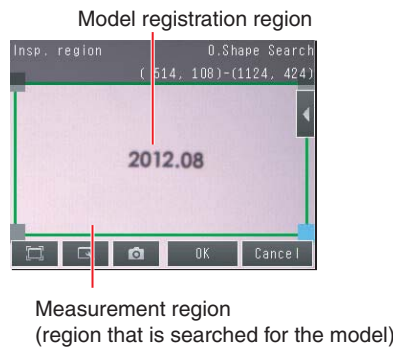 Model registration region
Insp. region 0.Shape Search
( 514, 108)-(1124, 424)
2012.08
OK Cancel
Measurement region
(region that is searched for the model)